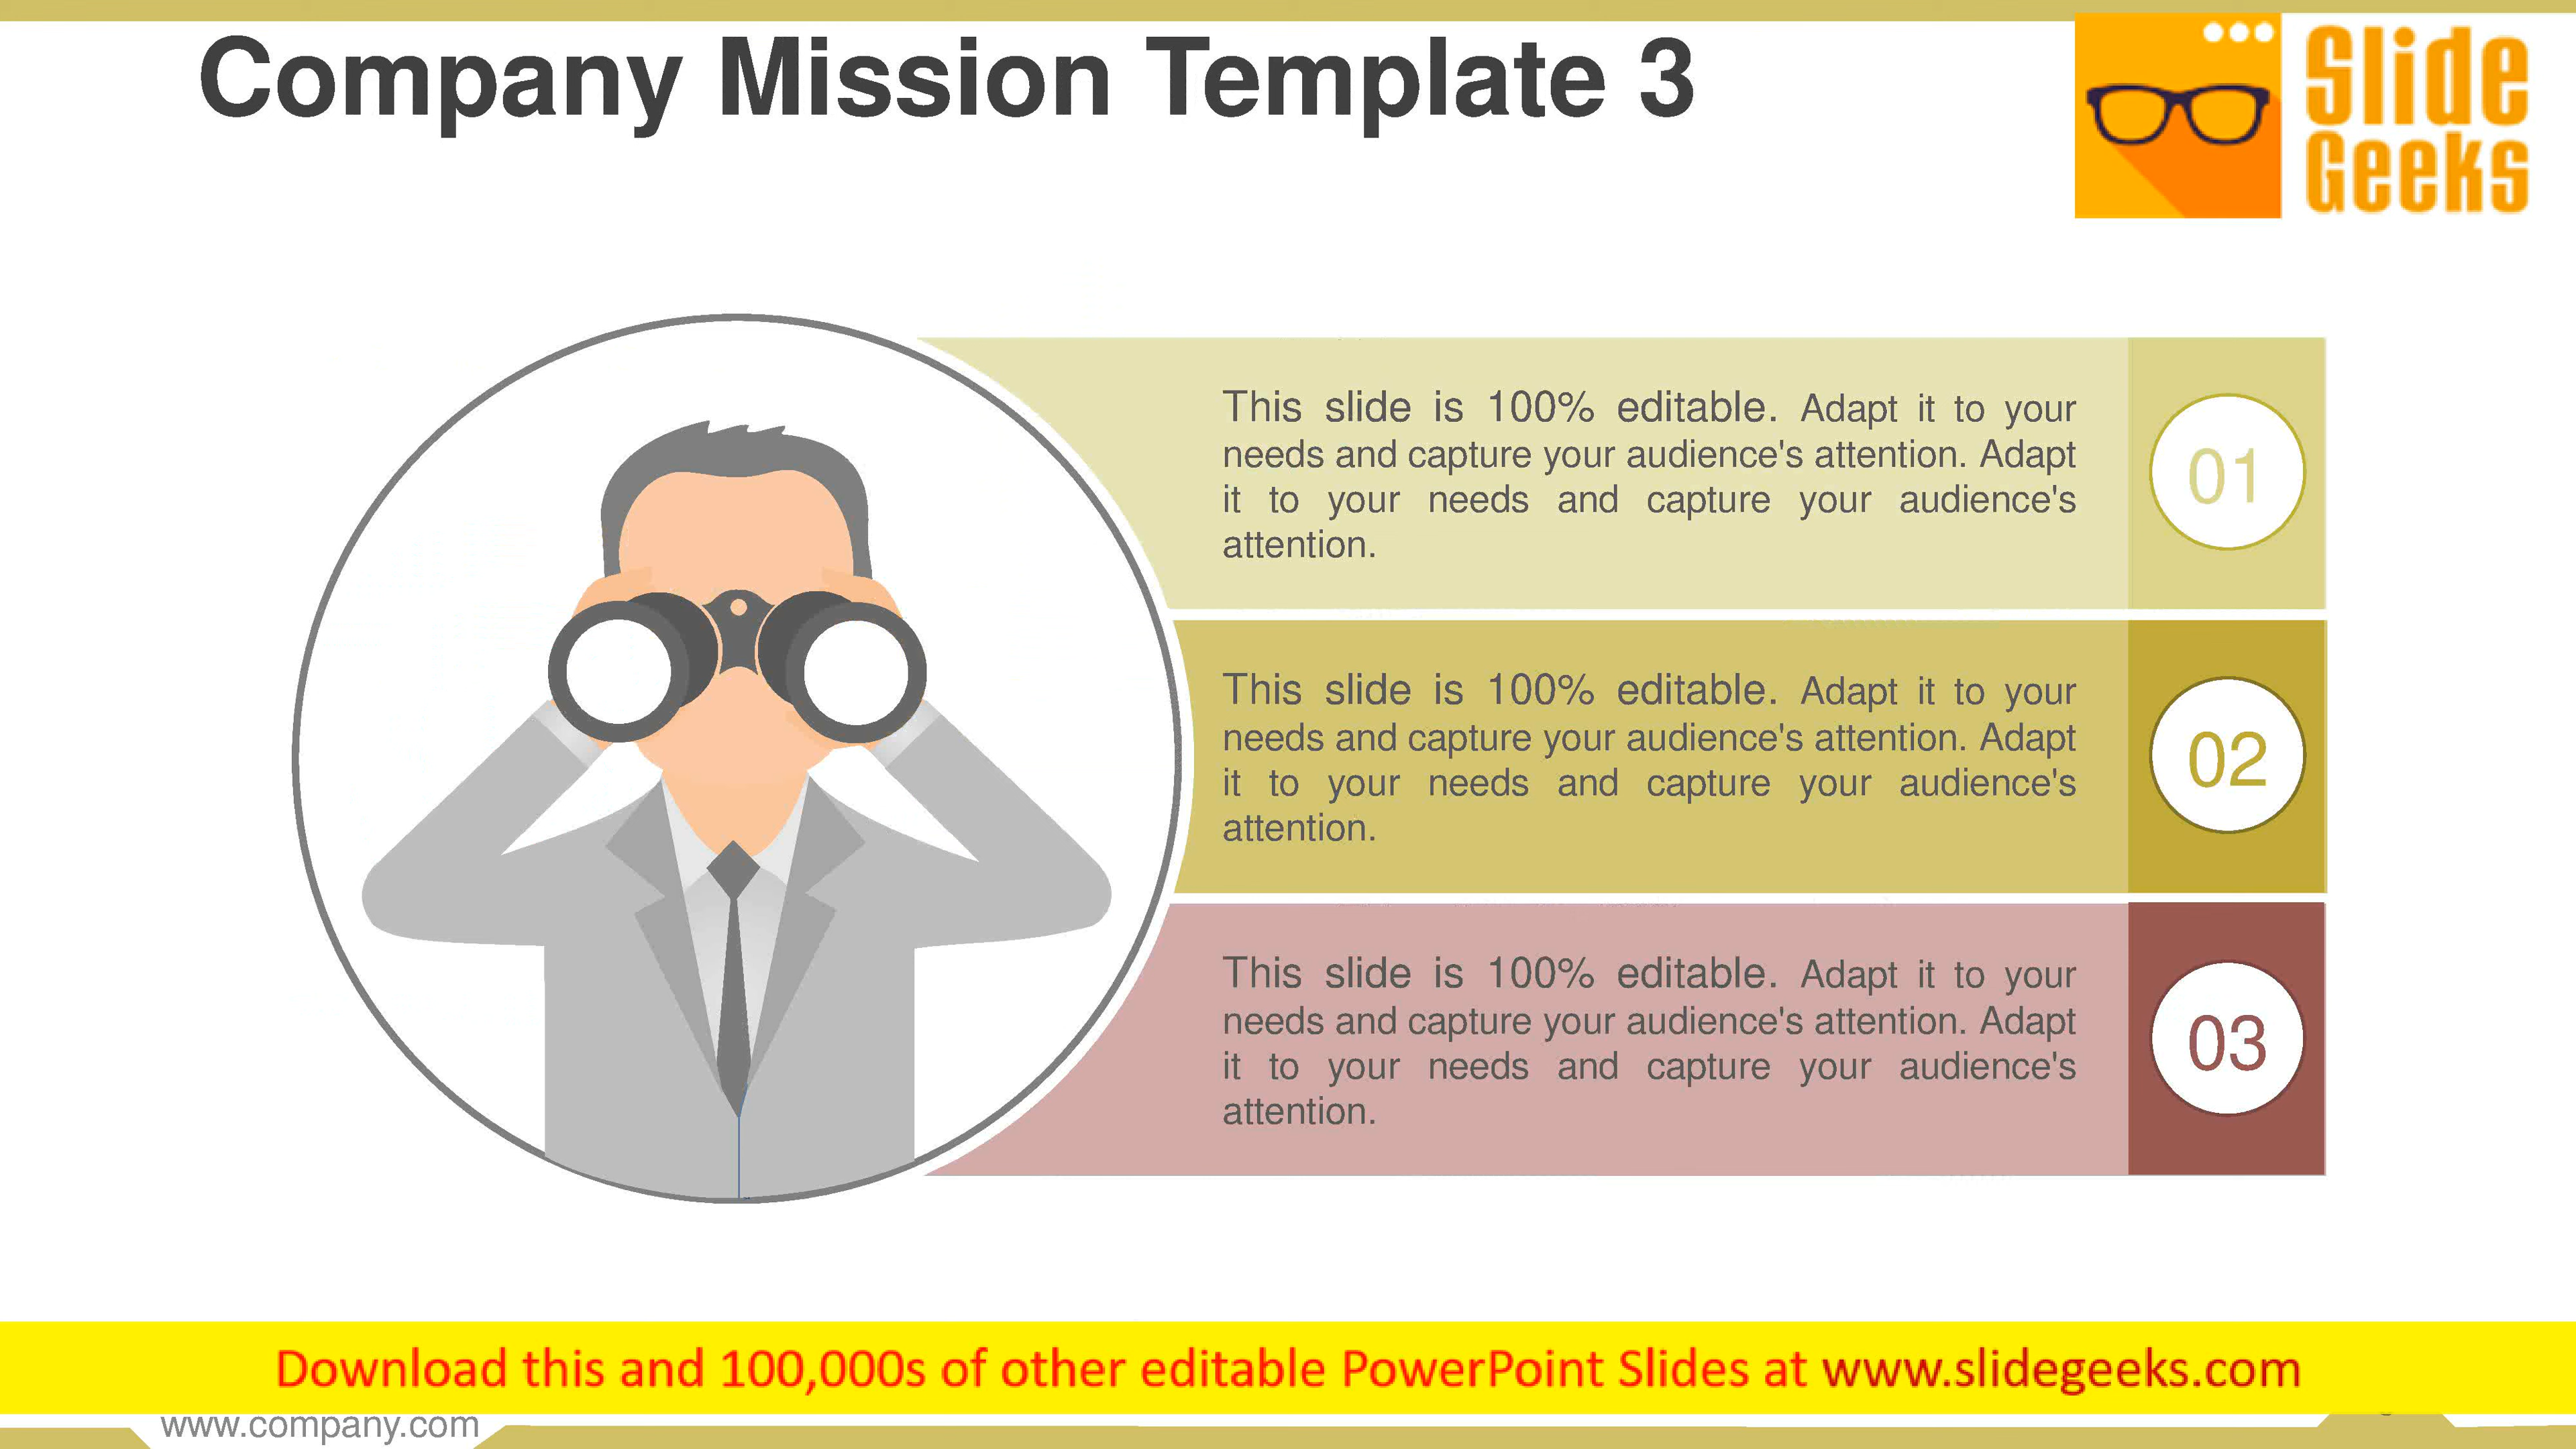 Company Mission Template 3
Slide
Geeks
This slide is 100% editable. Adapt it to your
needs and capture your audience's attention. Adapt
it to your needs and capture your audience's
attention.
01
This slide is 100% editable. Adapt it to your
needs and capture your audience's attention. Adapt
it to your needs and capture your audience's
attention.
02
This slide is 100% editable. Adapt it to your
needs and capture your audience's attention. Adapt
it to your needs and capture your audience's
attention.
03
Download this and 100,000s of other editable PowerPoint Slides at www.slidegeeks.com
www.company.com